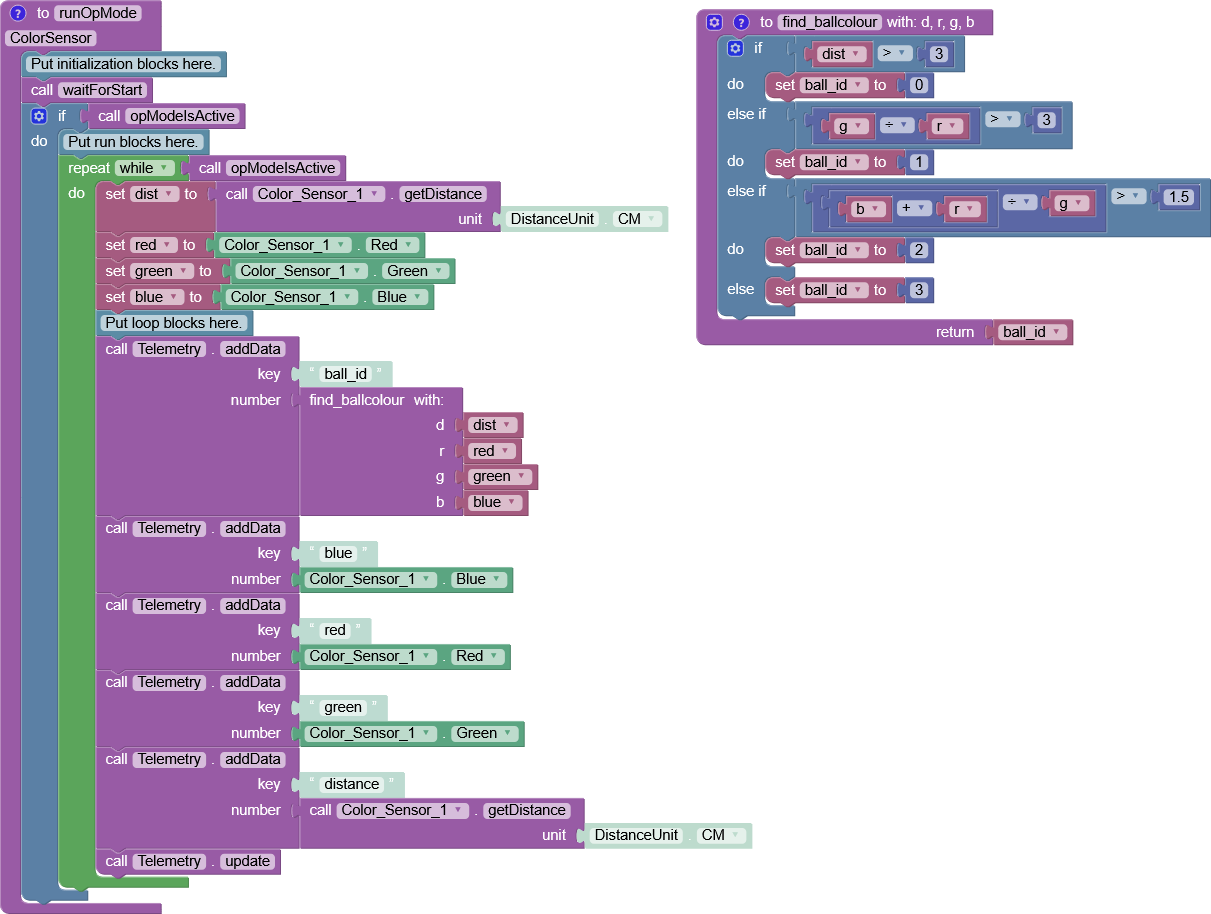 ? to runOpMode
ColorSensor
Put initialization blocks here.
call waitForStart
if call opModeIsActive
do Put run blocks here.
repeat while call opModeIsActive
do set dist to call Color_Sensor_1 . getDistance
unit DistanceUnit . CM
set red to Color_Sensor_1 . Red
set green to Color_Sensor_1 . Green
set blue to Color_Sensor_1 . Blue
Put loop blocks here.
call Telemetry . addData
key “ ball_id ”
number find_ballcolour with:
d dist
r red
g green
b blue
call Telemetry . addData
key “ blue ”
number Color_Sensor_1 . Blue
call Telemetry . addData
key “ red ”
number Color_Sensor_1 . Red
call Telemetry . addData
key “ green ”
number Color_Sensor_1 . Green
call Telemetry . addData
key “ distance ”
number call Color_Sensor_1 . getDistance
unit DistanceUnit . CM
call Telemetry . update
? to find_ballcolour with: d, r, g, b
if dist > 3
do set ball_id to 0
else if g ÷ r > 3
do set ball_id to 1
else if b + r ÷ g > 1.5
do set ball_id to 2
else set ball_id to 3
return ball_id